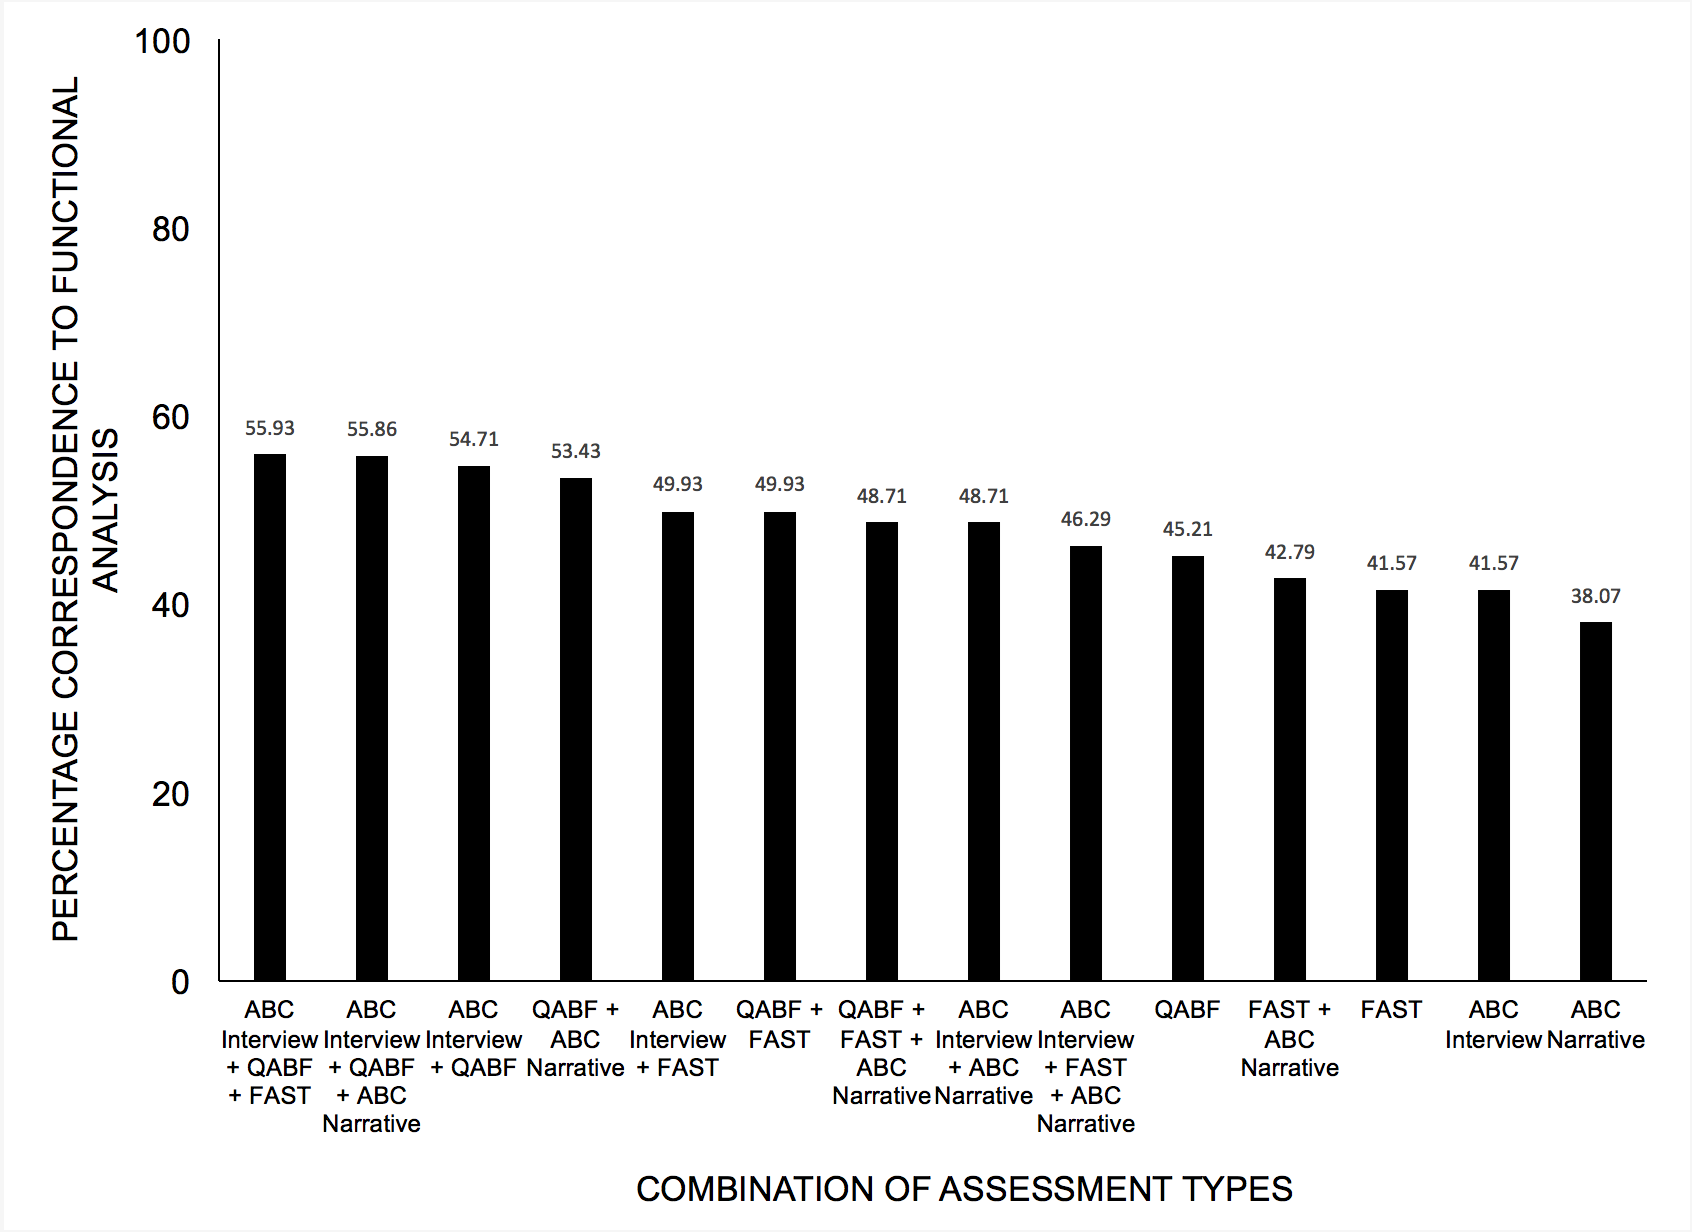 PERCENTAGE CORRESPONDENCE TO FUNCTIONAL
ANALYSIS
100
80
60
40
20
0
55.93
55.86
54.71
53.43
49.93
49.93
48.71
48.71
46.29
45.21
42.79
41.57
41.57
38.07
ABC
Interview
+ QABF
+ FAST
ABC
Interview
+ QABF
+ ABC
Narrative
ABC
Interview
+ QABF
QABF +
ABC
Narrative
ABC
Interview
+ FAST
QABF +
FAST
QABF +
FAST +
ABC
Narrative
ABC
Interview
+ ABC
Narrative
ABC
Interview
+ FAST
+ ABC
Narrative
QABF
FAST +
ABC
Narrative
FAST
ABC
Interview
ABC
Narrative
COMBINATION OF ASSESSMENT TYPES